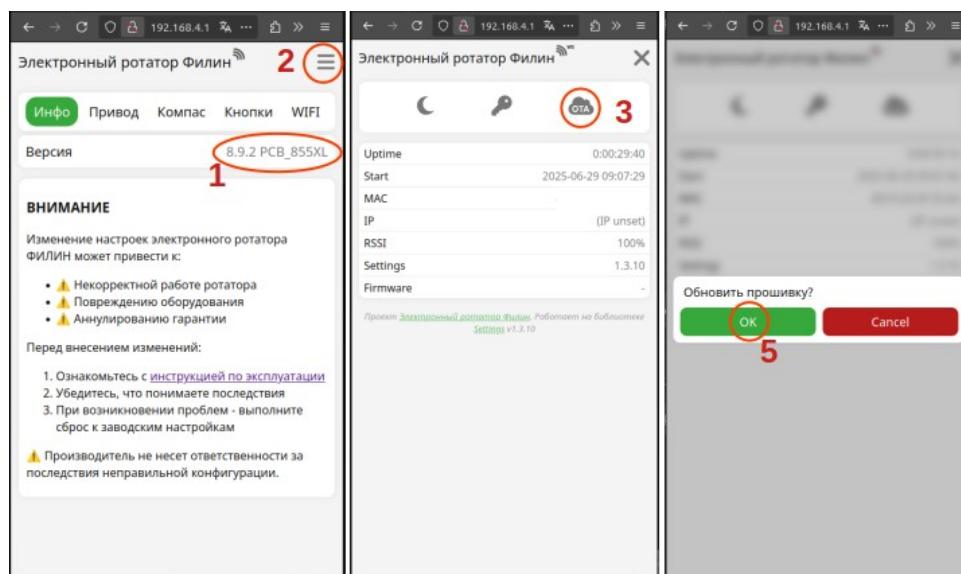 192.168.4.1
Электронный ротатор Филин
2
Инфо Привод Компас Кнопки WIFI
Версия 8.9.2 PCB_855XL
1
ВНИМАНИЕ
Изменение настроек электронного ротатора
ФИЛИН может привести к:
• ⚠ Некорректной работе ротатора
• ⚠ Повреждению оборудования
• ⚠ Аннулированию гарантии
Перед внесением изменений:
1. Ознакомьтесь с инструкцией по эксплуатации
2. Убедитесь, что понимаете последствия
3. При возникновении проблем - выполните
сброс к заводским настройкам
⚠ Производитель не несет ответственности за
последствия неправильной конфигурации.
192.168.4.1
Электронный ротатор Филин
OTA 3
Uptime 0:00:29:40
Start 2025-06-29 09:07:29
MAC
IP (IP unset)
RSSI 100%
Settings 1.3.10
Firmware -
Проект Электронный ротатор Филин. Работает на библиотеке
Settings v1.3.10
192.168.4.1
Обновить прошивку?
OK Cancel
5